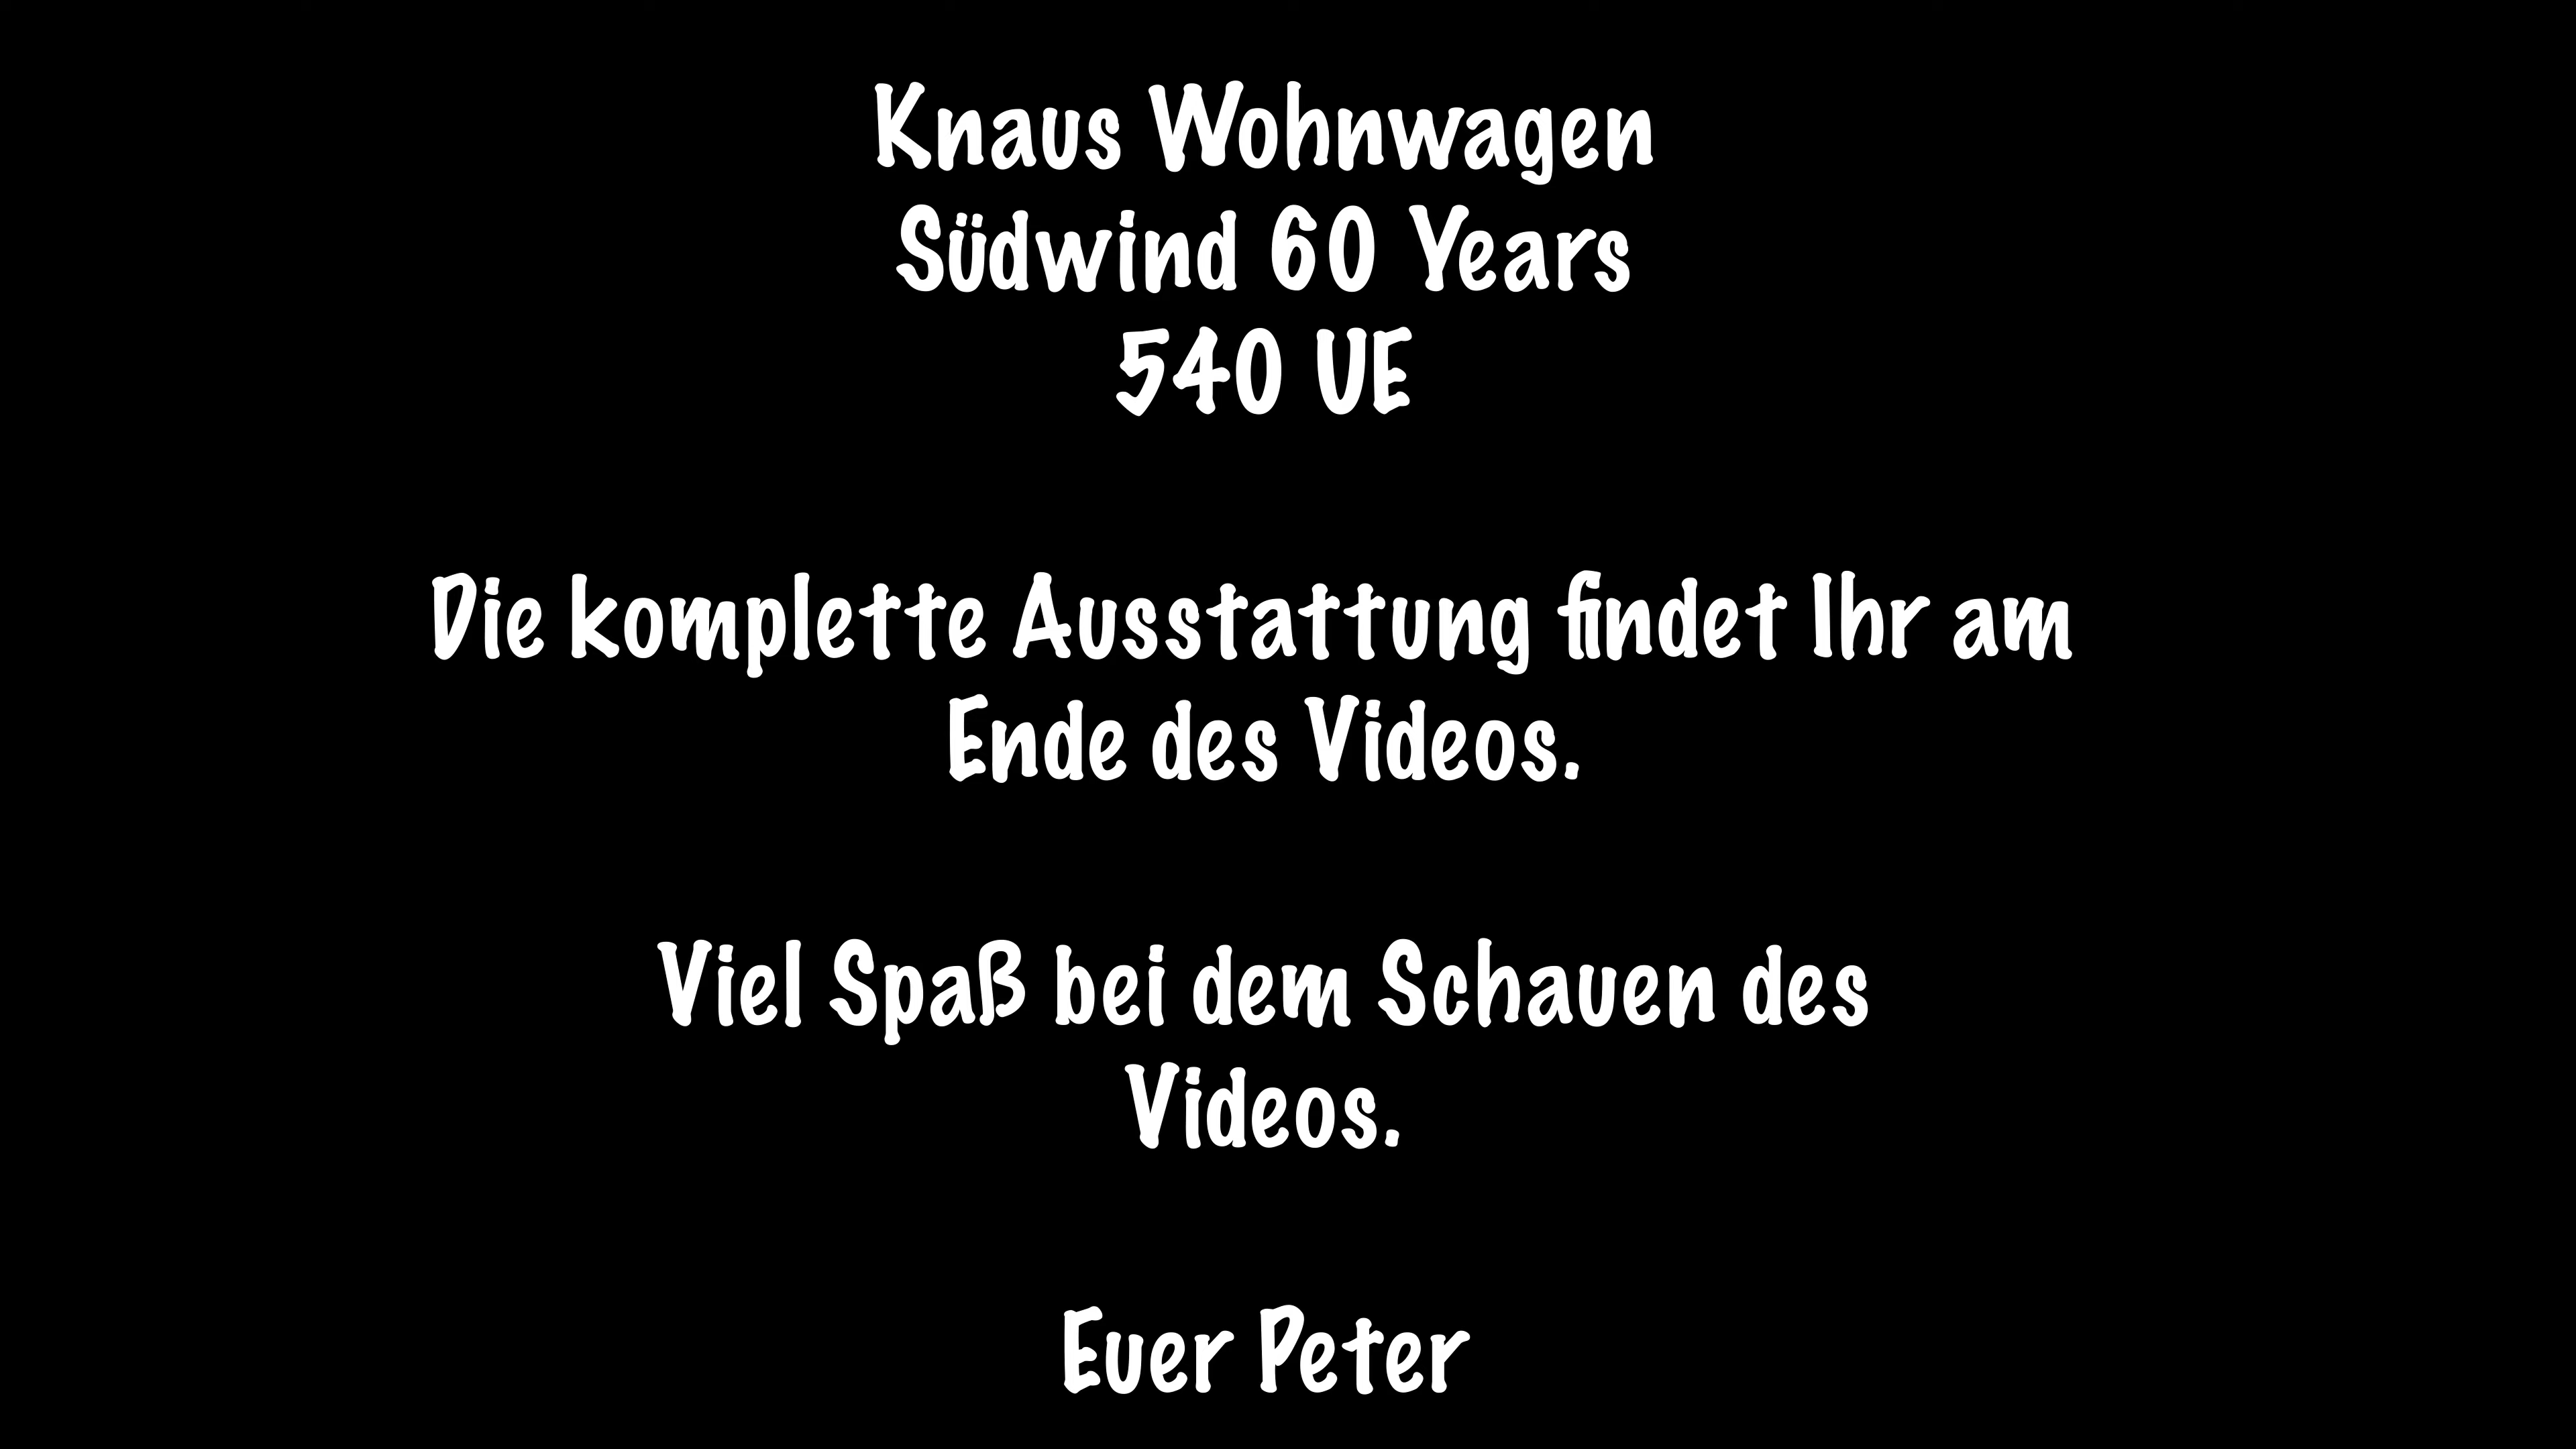 Knaus Wohnwagen
Südwind 60 Years
540 UE
Die komplette Ausstattung findet Ihr am
Ende des Videos.
Viel Spaß bei dem Schauen des
Videos.
Euer Peter